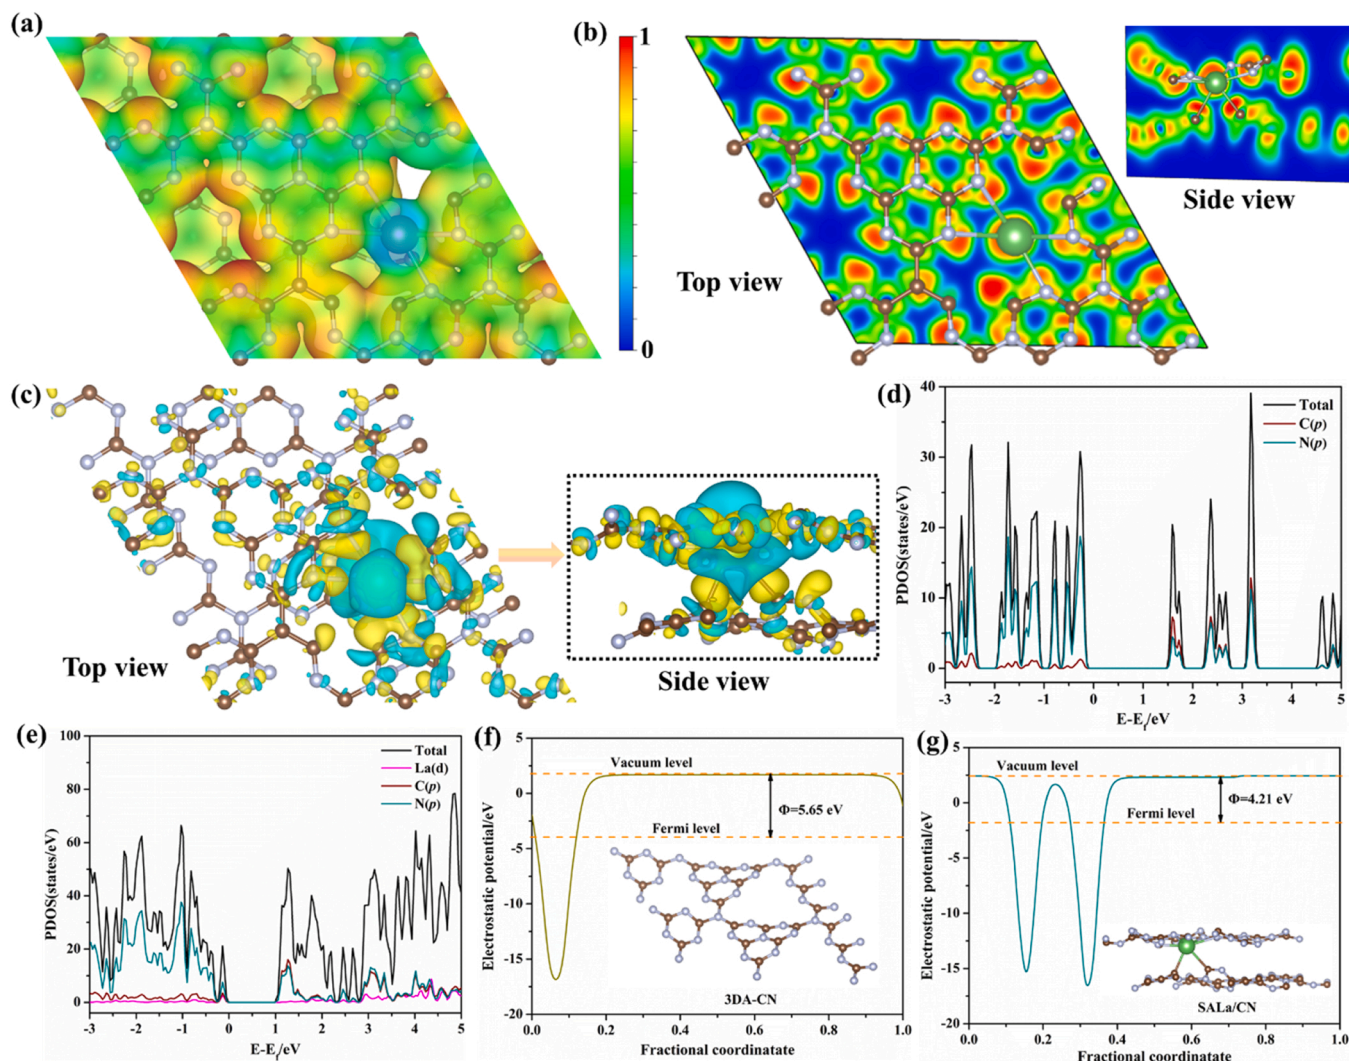 (a)
1
0
(b)
Top view
Side view
(c)
Top view
Side view
(d)
PDOS(states/eV)
40
30
20
10
0
Total
C(p)
N(p)
-3 -2 -1 0 1 2 3 4 5
E-Ef/eV
(e)
PDOS(states/eV)
100
80
60
40
20
0
Total
La(d)
C(p)
N(p)
-3 -2 -1 0 1 2 3 4 5
E-Ef/eV
(f)
Electrostatic potential/eV
5
0
-5
-10
-15
-20
Vacuum level
Φ=5.65 eV
Fermi level
3DA-CN
0.0 0.2 0.4 0.6 0.8 1.0
Fractional coordinatate
(g)
Electrostatic potential/eV
5
0
-5
-10
-15
-20
Vacuum level
Φ=4.21 eV
Fermi level
SALa/CN
0.0 0.2 0.4 0.6 0.8 1.0
Fractional coordinatate